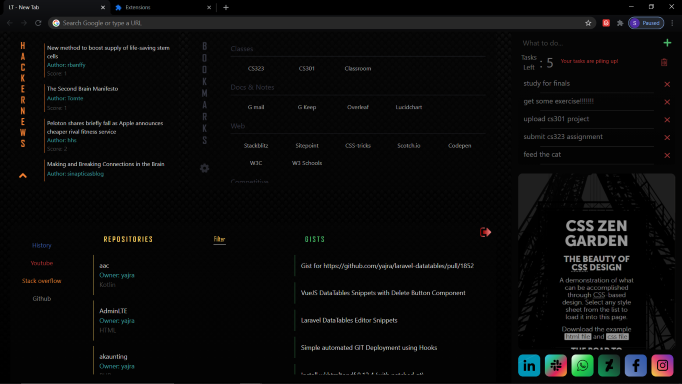 LT - New Tab
Extensions
Search Google or type a URL
S
Paused
HACKERNEWS
New method to boost supply of life-saving stem
cells
Author: rbanffy
Score: 1
The Second Brain Manifesto
Author: Tomte
Score: 1
Peloton shares briefly fall as Apple announces
cheaper rival fitness service
Author: hhs
Score: 2
Making and Breaking Connections in the Brain
Author: sinapticasblog
BOOKMARKS
Classes
CS323 CS301 Classroom
Docs & Notes
G mail G Keep Overleaf Lucidchart
Web
Stackblitz Sitepoint CSS-tricks Scotch.io Codepen
W3C W3 Schools
Competitive
What to do...
Tasks
Left : 5
Your tasks are piling up!
study for finals
get some exercise!!!!!!!
upload cs301 project
submit cs323 assignment
feed the cat
CSS ZEN
GARDEN
THE BEAUTY OF
CSS DESIGN
A demonstration of what
can be accomplished
through CSS-based
design. Select any style
sheet from the list to
load it into this page.
Download the example
html file and css file
History
Youtube
Stack overflow
Github
REPOSITORIES
Filter
aac
Owner: yajra
Kotlin
AdminLTE
Owner: yajra
HTML
akaunting
Owner: yajra
GISTS
Gist for https://github.com/yajra/laravel-datatables/pull/1852
VueJS DataTables Snippets with Delete Button Component
Laravel DataTables Editor Snippets
Simple automated GIT Deployment using Hooks